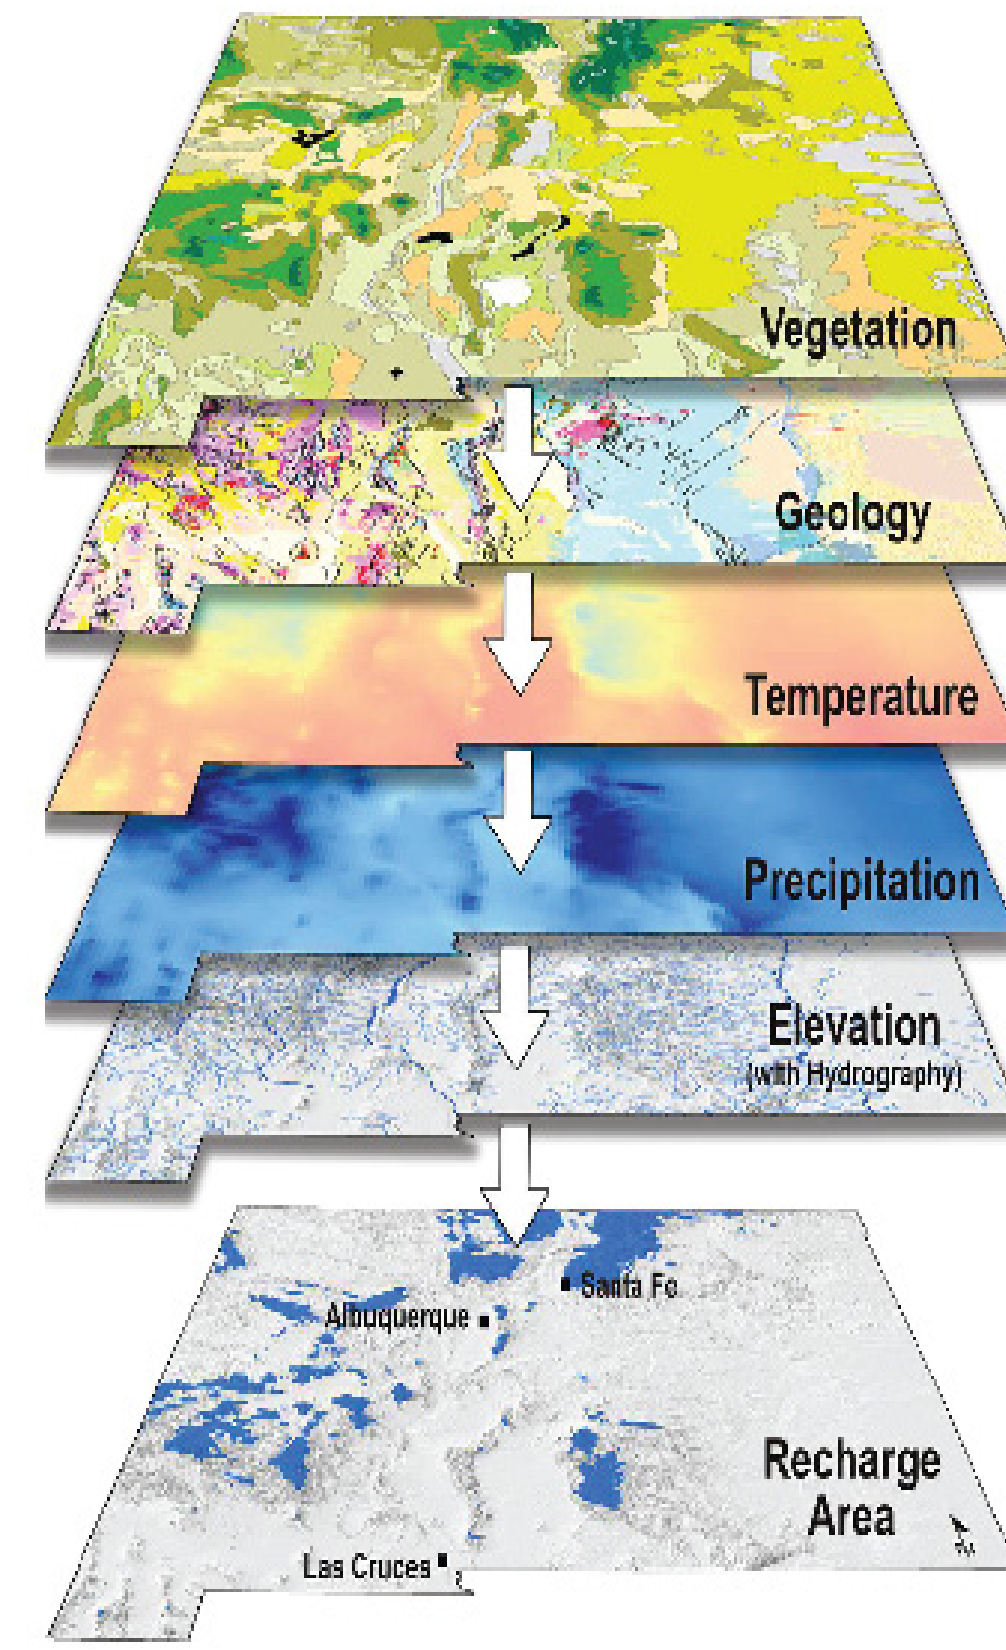 Vegetation
Geology
Temperature
Precipitation
Elevation
(with Hydrography)
Santa Fe
Albuquerque
Recharge
Area
Las Cruces